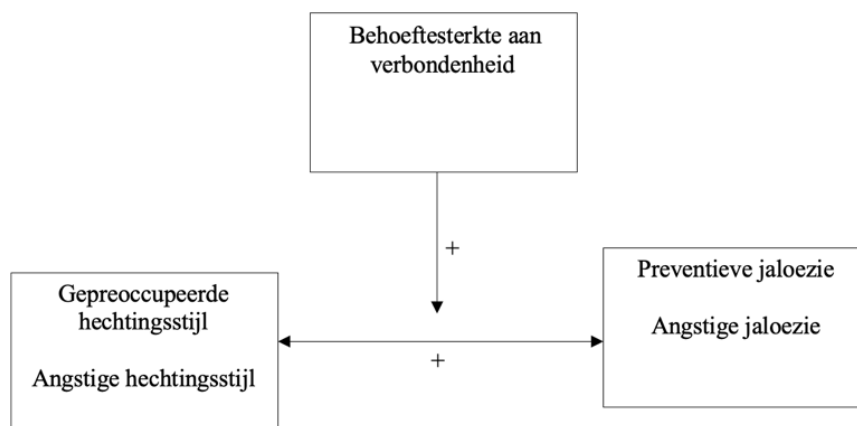 Behoeftesterkte aan
verbondenheid
+
Gepreoccupeerde
hechtingsstijl
Angstige hechtingsstijl
+
Preventieve jaloezie
Angstige jaloezie